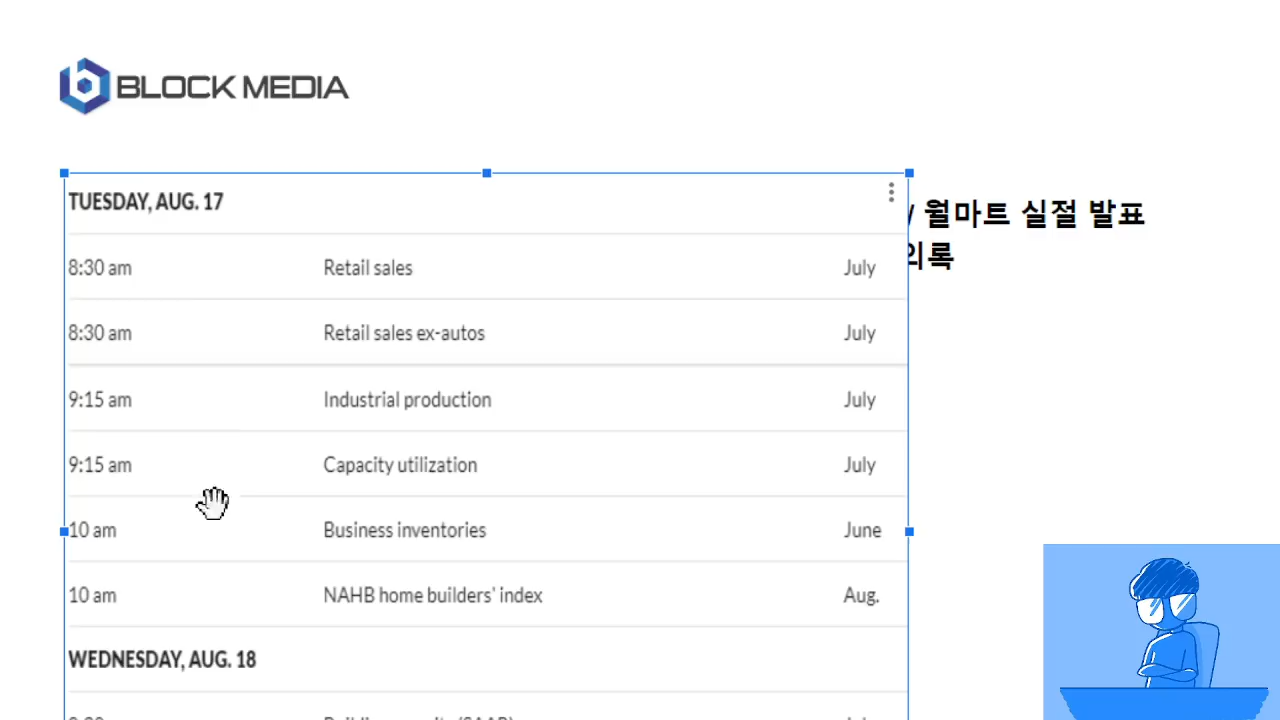 BLOCK MEDIA
TUESDAY, AUG. 17
/ 월마트 실절 발표
의록
8:30 am Retail sales July
8:30 am Retail sales ex-autos July
9:15 am Industrial production July
9:15 am Capacity utilization July
10 am Business inventories June
10 am NAHB home builders' index Aug.
WEDNESDAY, AUG. 18